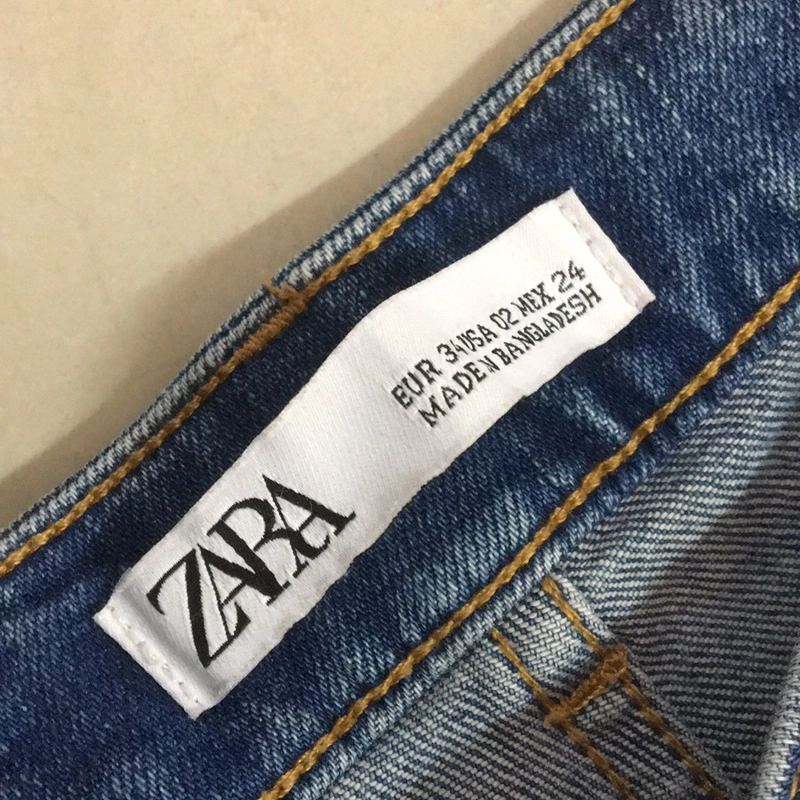 ZARA
EUR 34 USA 02 MEX 24
MADE IN BANGLADESH